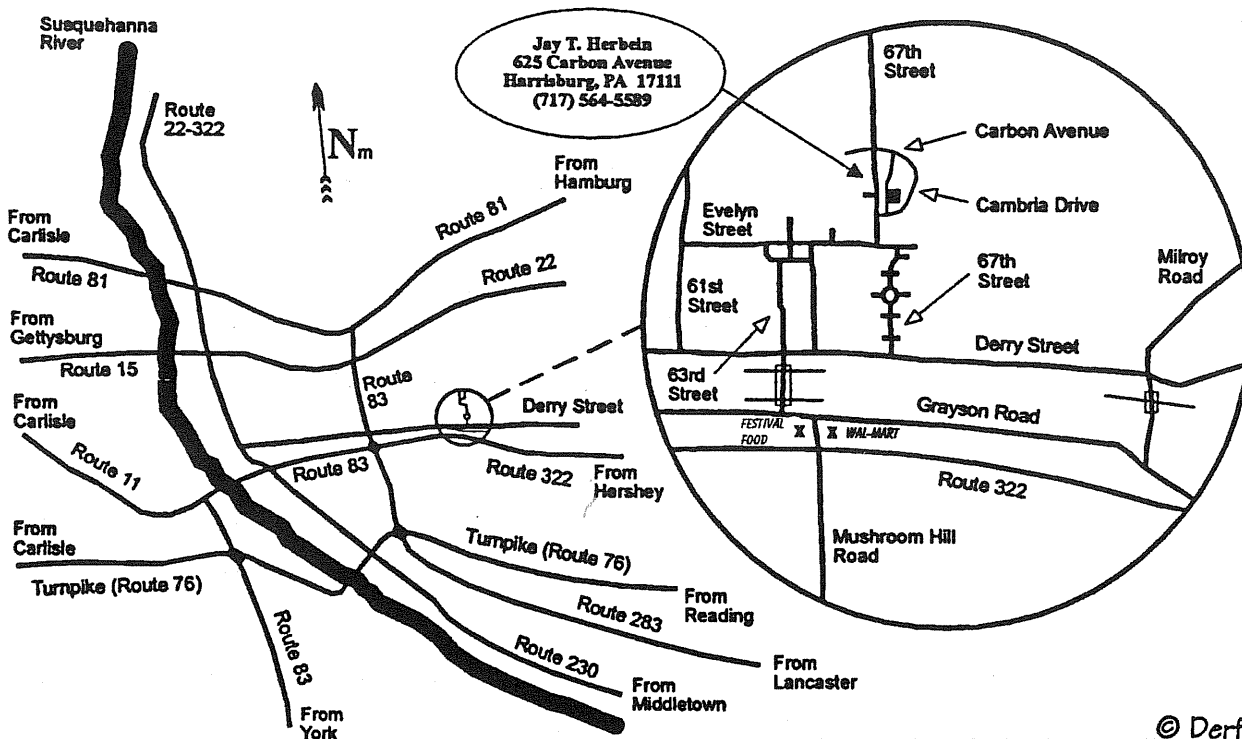 Susquehanna
River
Route
22-322
Nm
Jay T. Herbein
625 Carbon Avenue
Harrisburg, PA 17111
(717) 564-5589
67th
Street
Carbon Avenue
Cambria Drive
From
Hamburg
Route 81
From
Carlisle
Route 81
Route 22
Evelyn
Street
61st
Street
67th
Street
Milroy
Road
From
Gettysburg
Route 15
Route
83
Derry Street
Derry Street
63rd
Street
Grayson Road
FESTIVAL
FOOD
X
X
WAL-MART
From
Carlisle
Route 11
Route 83
Route 322
From
Hershey
Route 322
Mushroom Hill
Road
From
Carlisle
Turnpike (Route 76)
Turnpike (Route 76)
From
Reading
Route 283
From
Lancaster
Route 230
From
Middletown
Route 83
From
York
© Derf